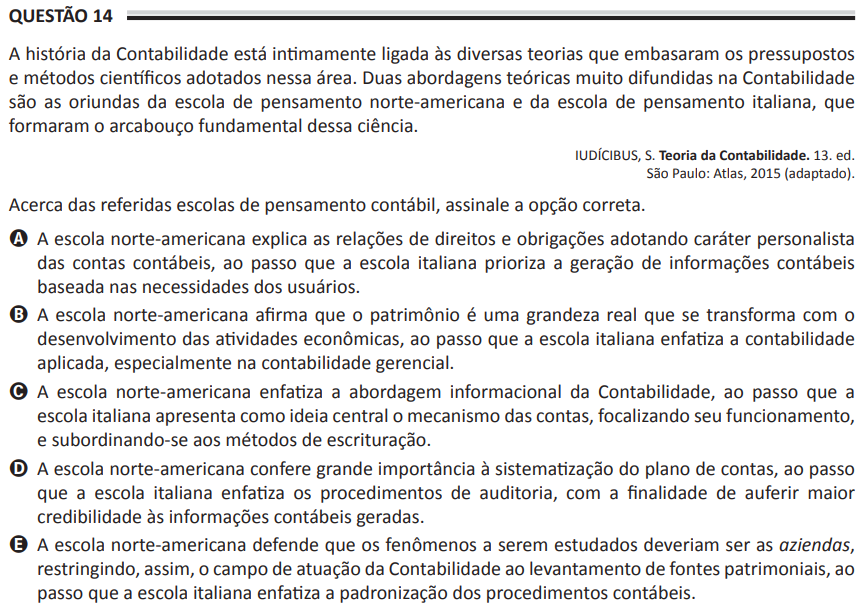 QUESTÃO 14
A história da Contabilidade está intimamente ligada às diversas teorias que embasaram os pressupostos
e métodos científicos adotados nessa área. Duas abordagens teóricas muito difundidas na Contabilidade
são as oriundas da escola de pensamento norte-americana e da escola de pensamento italiana, que
formaram o arcabouço fundamental dessa ciência.
IUDÍCIBUS, S. Teoria da Contabilidade. 13. ed.
São Paulo: Atlas, 2015 (adaptado).
Acerca das referidas escolas de pensamento contábil, assinale a opção correta.
A A escola norte-americana explica as relações de direitos e obrigações adotando caráter personalista
das contas contábeis, ao passo que a escola italiana prioriza a geração de informações contábeis
baseada nas necessidades dos usuários.
B A escola norte-americana afirma que o patrimônio é uma grandeza real que se transforma com o
desenvolvimento das atividades econômicas, ao passo que a escola italiana enfatiza a contabilidade
aplicada, especialmente na contabilidade gerencial.
C A escola norte-americana enfatiza a abordagem informacional da Contabilidade, ao passo que a
escola italiana apresenta como ideia central o mecanismo das contas, focalizando seu funcionamento,
e subordinando-se aos métodos de escrituração.
D A escola norte-americana confere grande importância à sistematização do plano de contas, ao passo
que a escola italiana enfatiza os procedimentos de auditoria, com a finalidade de auferir maior
credibilidade às informações contábeis geradas.
E A escola norte-americana defende que os fenômenos a serem estudados deveriam ser as aziendas,
restringindo, assim, o campo de atuação da Contabilidade ao levantamento de fontes patrimoniais, ao
passo que a escola italiana enfatiza a padronização dos procedimentos contábeis.